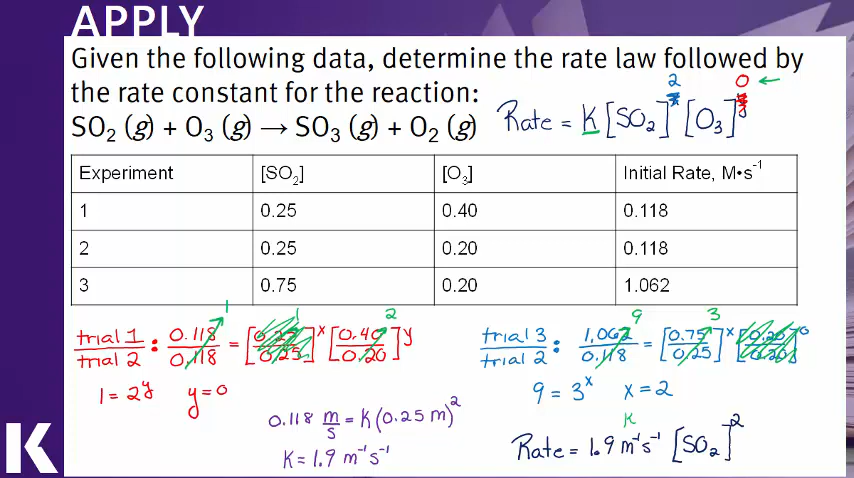 APPLY
Given the following data, determine the rate law followed by
the rate constant for the reaction:
SO₂ (g) + O₃ (g) → SO₃ (g) + O₂ (g)
Rate = K [SO₂]² [O₃]⁰ ←
Experiment [SO₂] [O₃] Initial Rate, M•s⁻¹
1 0.25 0.40 0.118
2 0.25 0.20 0.118
3 0.75 0.20 1.062
trial 1 / trial 2 : 0.118 / 0.118 = [0.25 / 0.25]ˣ [0.40 / 0.20]ʸ
1 1 2
1 = 2ʸ y = 0
trial 3 / trial 2 : 1.062 / 0.118 = [0.75 / 0.25]ˣ [0.20 / 0.20]⁰
9 3
9 = 3ˣ x = 2
0.118 m/s = K (0.25 m)²
K = 1.9 m⁻¹ s⁻¹
K
Rate = 1.9 m⁻¹ s⁻¹ [SO₂]²
K